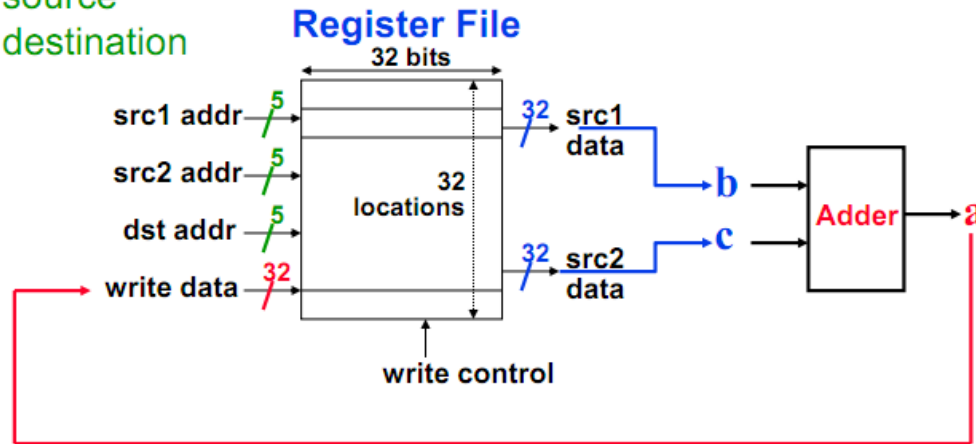 source
destination
Register File
32 bits
src1 addr
5
32
src1
data
src2 addr
5
32
locations
b
Adder
a
dst addr
5
c
write data
32
32
src2
data
write control